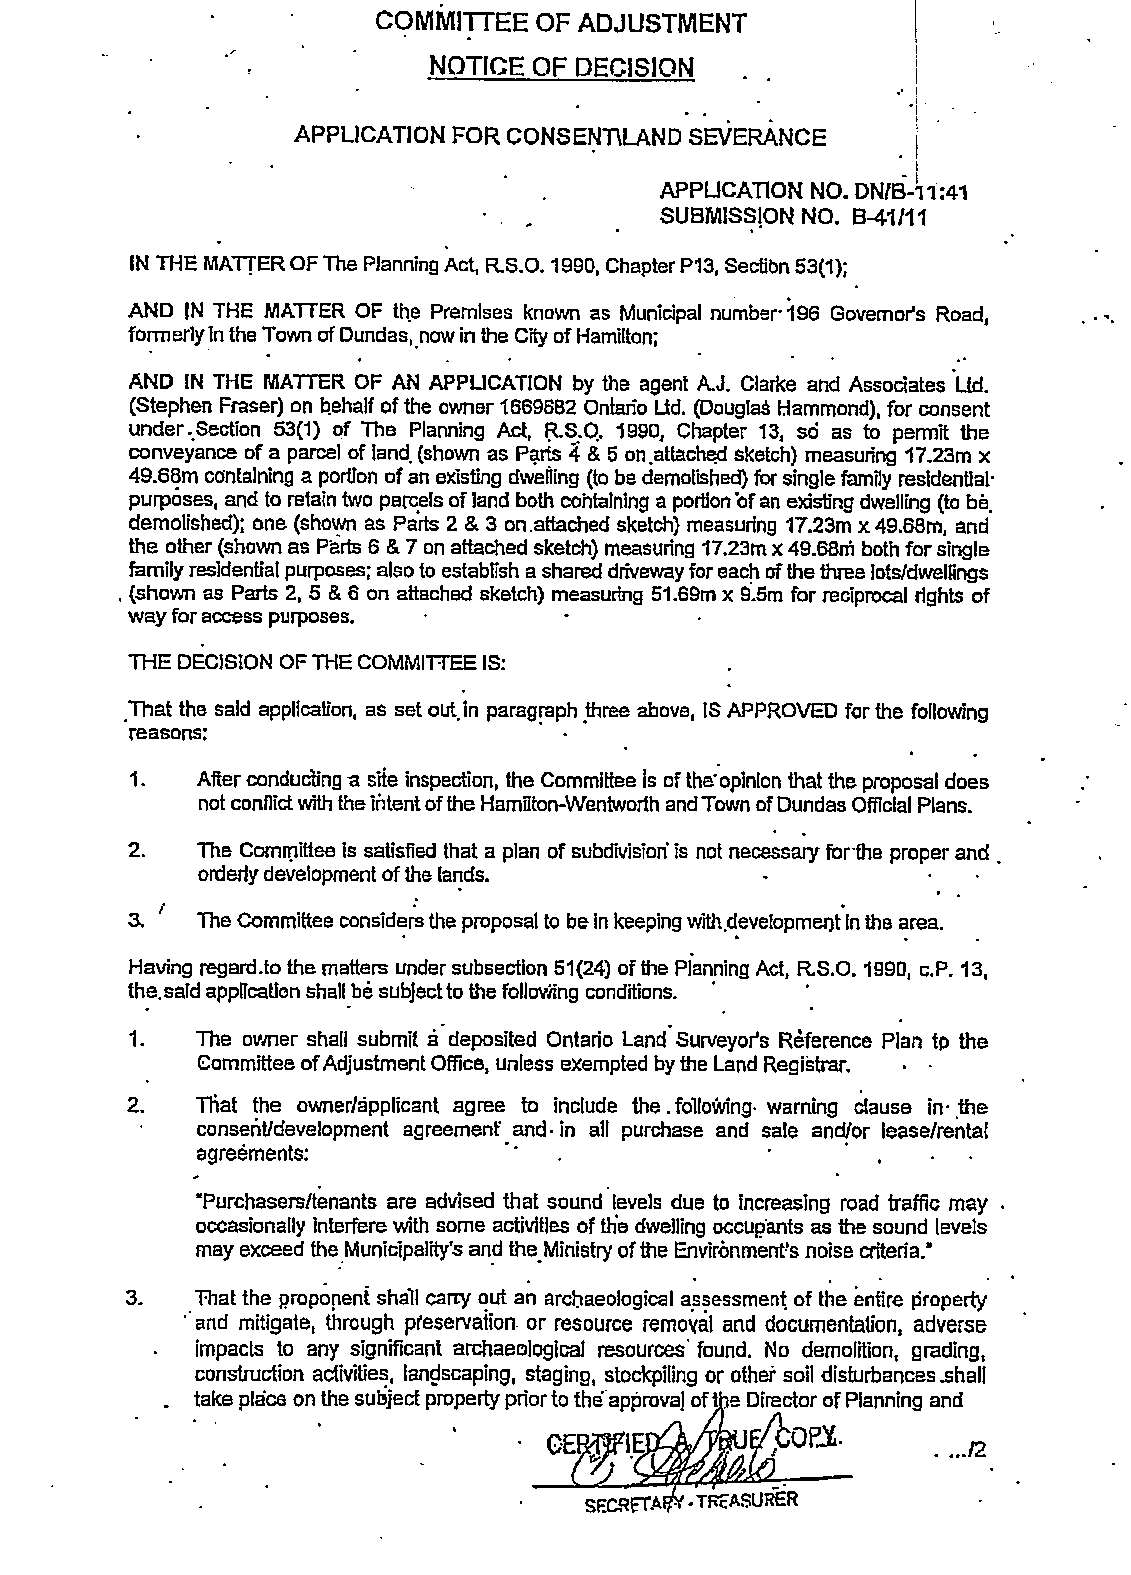 COMMITTEE OF ADJUSTMENT
NOTICE OF DECISION
APPLICATION FOR CONSENT\LAND SEVERANCE
APPLICATION NO. DN/B-11:41
SUBMISSION NO. B-41/11
IN THE MATTER OF The Planning Act, R.S.O. 1990, Chapter P13, Section 53(1);
AND IN THE MATTER OF the Premises known as Municipal number 196 Governor's Road,
formerly in the Town of Dundas, now in the City of Hamilton;
AND IN THE MATTER OF AN APPLICATION by the agent A.J. Clarke and Associates Ltd.
(Stephen Fraser) on behalf of the owner 1669682 Ontario Ltd. (Douglas Hammond), for consent
under Section 53(1) of The Planning Act, R.S.O. 1990, Chapter 13, so as to permit the
conveyance of a parcel of land (shown as Parts 4 & 5 on attached sketch) measuring 17.23m x
49.68m containing a portion of an existing dwelling (to be demolished) for single family residential
purposes, and to retain two parcels of land both containing a portion of an existing dwelling (to be
demolished); one (shown as Parts 2 & 3 on attached sketch) measuring 17.23m x 49.68m, and
the other (shown as Parts 6 & 7 on attached sketch) measuring 17.23m x 49.68m both for single
family residential purposes; also to establish a shared driveway for each of the three lots/dwellings
(shown as Parts 2, 5 & 6 on attached sketch) measuring 51.69m x 9.5m for reciprocal rights of
way for access purposes.
THE DECISION OF THE COMMITTEE IS:
That the said application, as set out in paragraph three above, IS APPROVED for the following
reasons:
1. After conducting a site inspection, the Committee is of the opinion that the proposal does
not conflict with the intent of the Hamilton-Wentworth and Town of Dundas Official Plans.
2. The Committee is satisfied that a plan of subdivision is not necessary for the proper and
orderly development of the lands.
3. The Committee considers the proposal to be in keeping with development in the area.
Having regard to the matters under subsection 51(24) of the Planning Act, R.S.O. 1990, c.P. 13,
the said application shall be subject to the following conditions.
1. The owner shall submit a deposited Ontario Land Surveyor's Reference Plan to the
Committee of Adjustment Office, unless exempted by the Land Registrar.
2. That the owner/applicant agree to include the following warning clause in the
consent/development agreement and in all purchase and sale and/or lease/rental
agreements:
"Purchasers/tenants are advised that sound levels due to increasing road traffic may
occasionally interfere with some activities of the dwelling occupants as the sound levels
may exceed the Municipality's and the Ministry of the Environment's noise criteria."
3. That the proponent shall carry out an archaeological assessment of the entire property
and mitigate, through preservation or resource removal and documentation, adverse
impacts to any significant archaeological resources found. No demolition, grading,
construction activities, landscaping, staging, stockpiling or other soil disturbances shall
take place on the subject property prior to the approval of the Director of Planning and
CERTIFIED A TRUE COPY.
.../2
SECRETARY-TREASURER